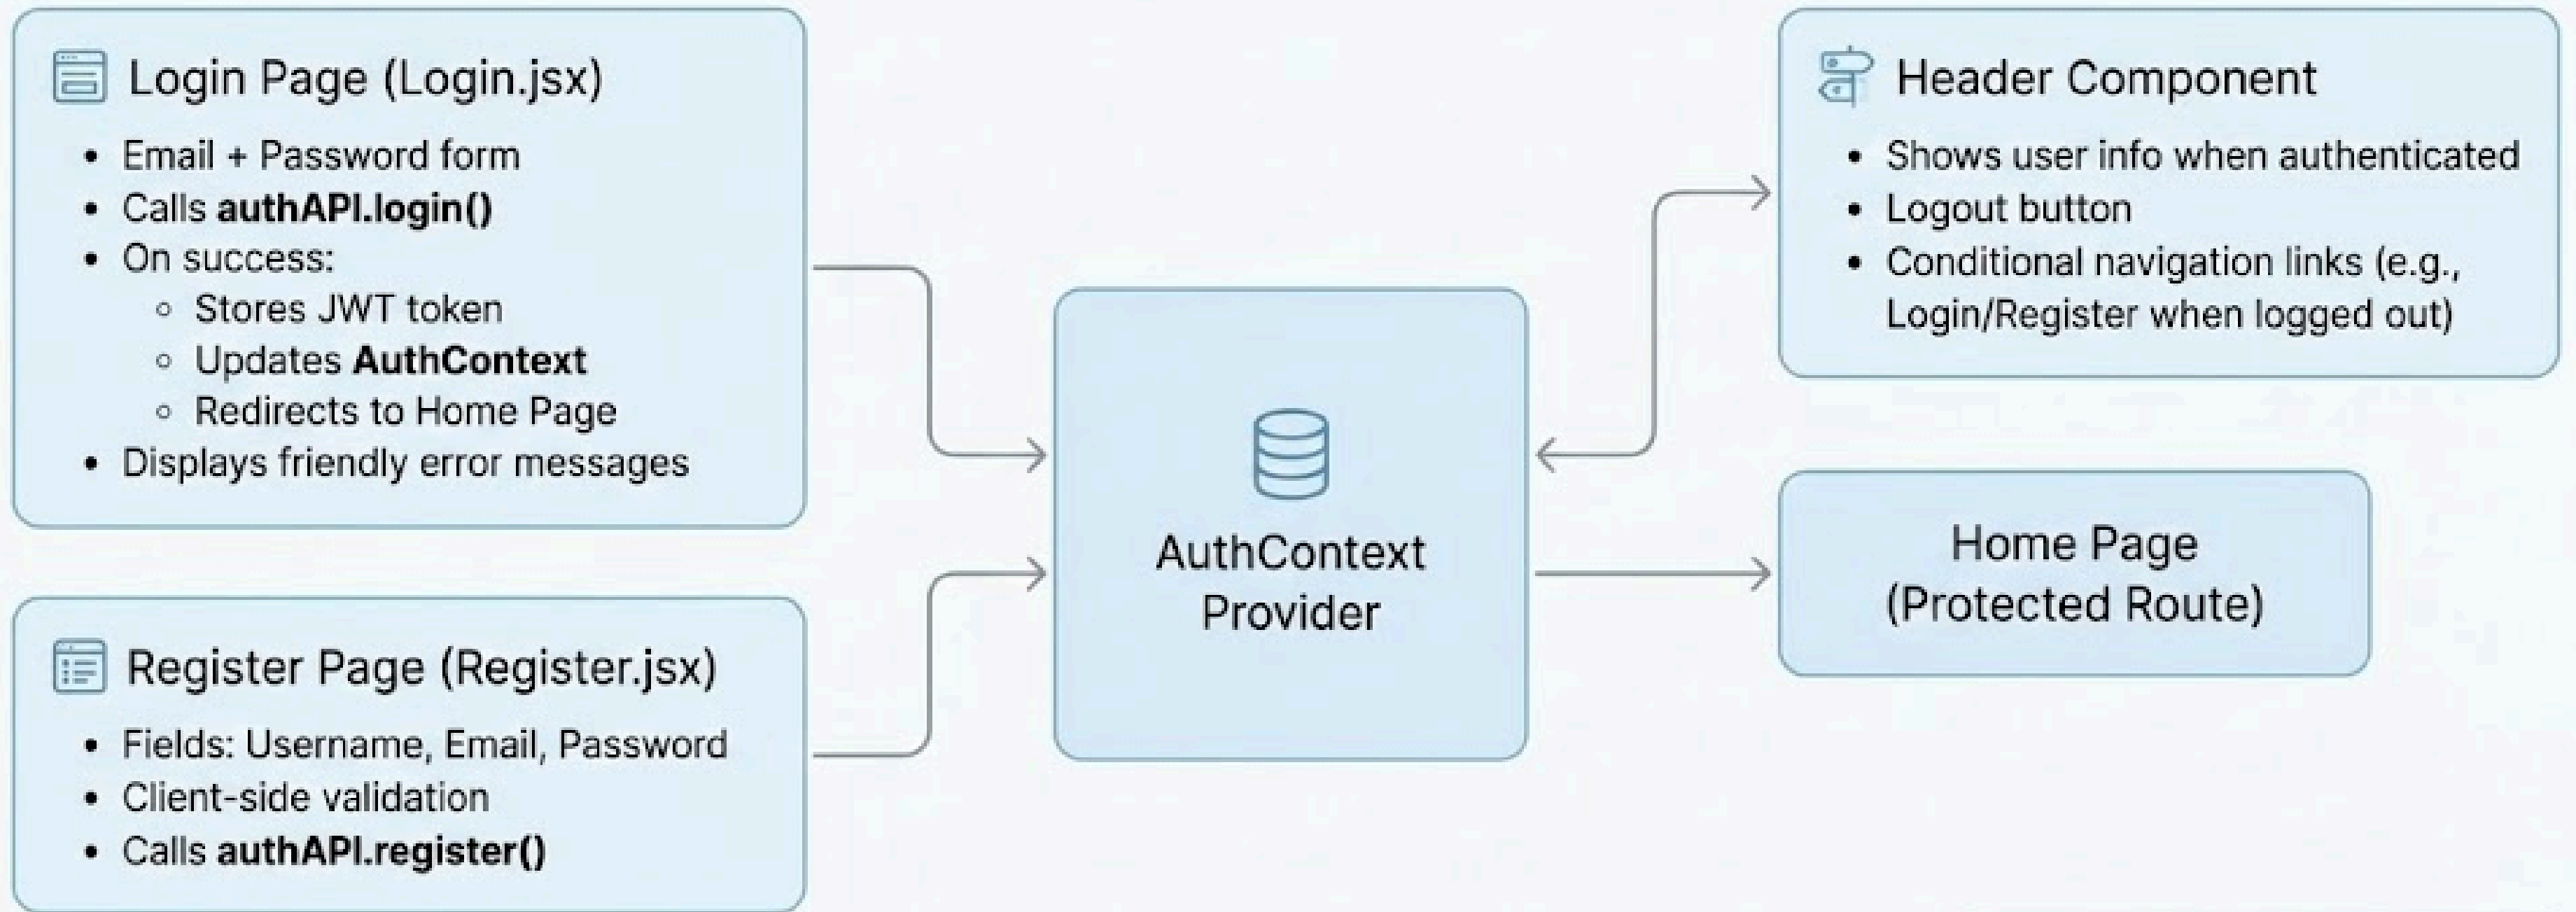 Login Page (Login.jsx)
• Email + Password form
• Calls authAPI.login()
• On success:
◦ Stores JWT token
◦ Updates AuthContext
◦ Redirects to Home Page
• Displays friendly error messages
Register Page (Register.jsx)
• Fields: Username, Email, Password
• Client-side validation
• Calls authAPI.register()
AuthContext
Provider
Header Component
• Shows user info when authenticated
• Logout button
• Conditional navigation links (e.g.,
Login/Register when logged out)
Home Page
(Protected Route)